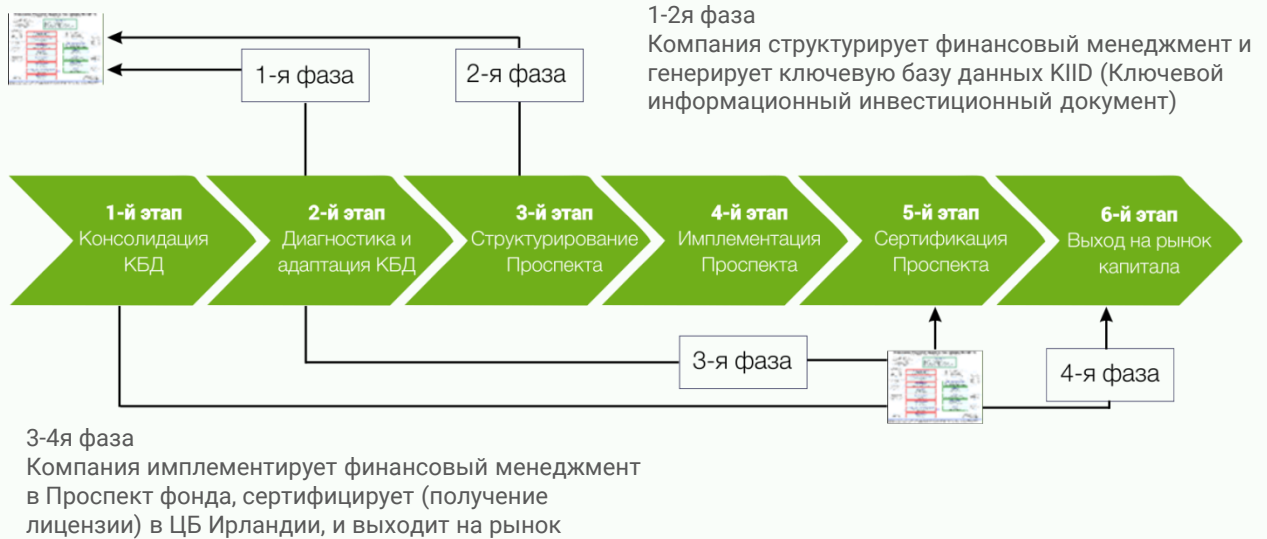 1-2я фаза
Компания структурирует финансовый менеджмент и
генерирует ключевую базу данных KIID (Ключевой
информационный инвестиционный документ)
1-я фаза
2-я фаза
1-й этап
Консолидация
КБД
2-й этап
Диагностика и
адаптация КБД
3-й этап
Структурирование
Проспекта
4-й этап
Имплементация
Проспекта
5-й этап
Сертификация
Проспекта
6-й этап
Выход на рынок
капитала
3-я фаза
4-я фаза
3-4я фаза
Компания имплементирует финансовый менеджмент
в Проспект фонда, сертифицирует (получение
лицензии) в ЦБ Ирландии, и выходит на рынок